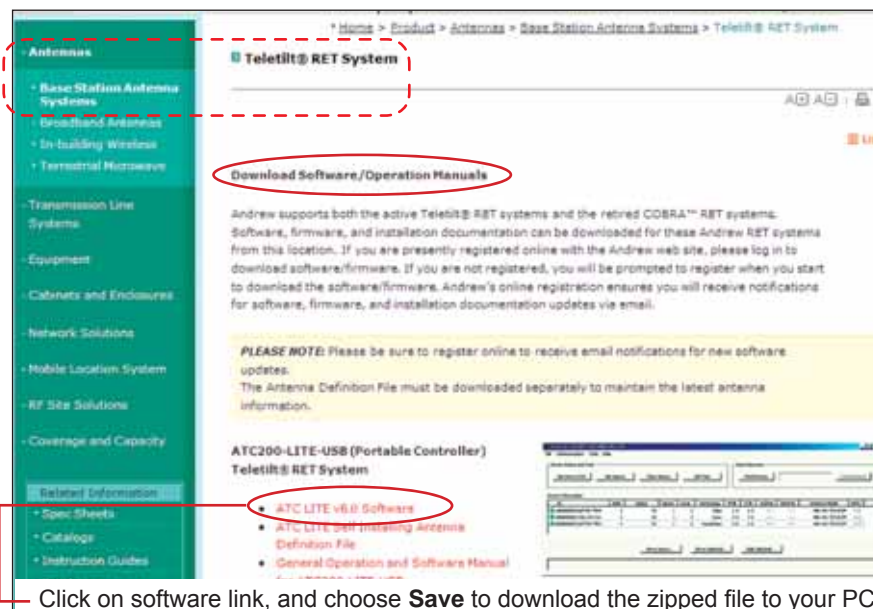 * Home > Product > Antennas > Base Station Antenna Systems > Teletilt® RET System
- Antennas
Teletilt® RET System
• Base Station Antenna
Systems
• Broadband Antennas
• In-building Wireless
• Terrestrial Microwave
A A
Download Software/Operation Manuals
- Transmission Line
Systems
- Equipment
- Cabinets and Enclosures
- Network Solutions
- Mobile Location System
- RF Site Solutions
- Coverage and Capacity
Andrew supports both the active Teletilt® RET systems and the retired COBRA™ RET systems.
Software, firmware, and installation documentation can be downloaded for these Andrew RET systems
from this location. If you are presently registered online with the Andrew web site, please log in to
download software/firmware. If you are not registered, you will be prompted to register when you start
to download the software/firmware. Andrew's online registration ensures you will receive notifications
for software, firmware, and installation documentation updates via email.
PLEASE NOTE: Please be sure to register online to receive email notifications for new software
updates.
The Antenna Definition File must be downloaded seperately to maintain the latest antenna
information.
ATC200-LITE-USB (Portable Controller)
Teletilt® RET System
• ATC LITE v6.0 Software
• ATC LITE Self Installing Antenna
Definition File
• General Operation and Software Manual
for ATC200-LITE-USB
Related Information
• Spec Sheets
• Catalogs
• Instruction Guides
Click on software link, and choose Save to download the zipped file to your PC